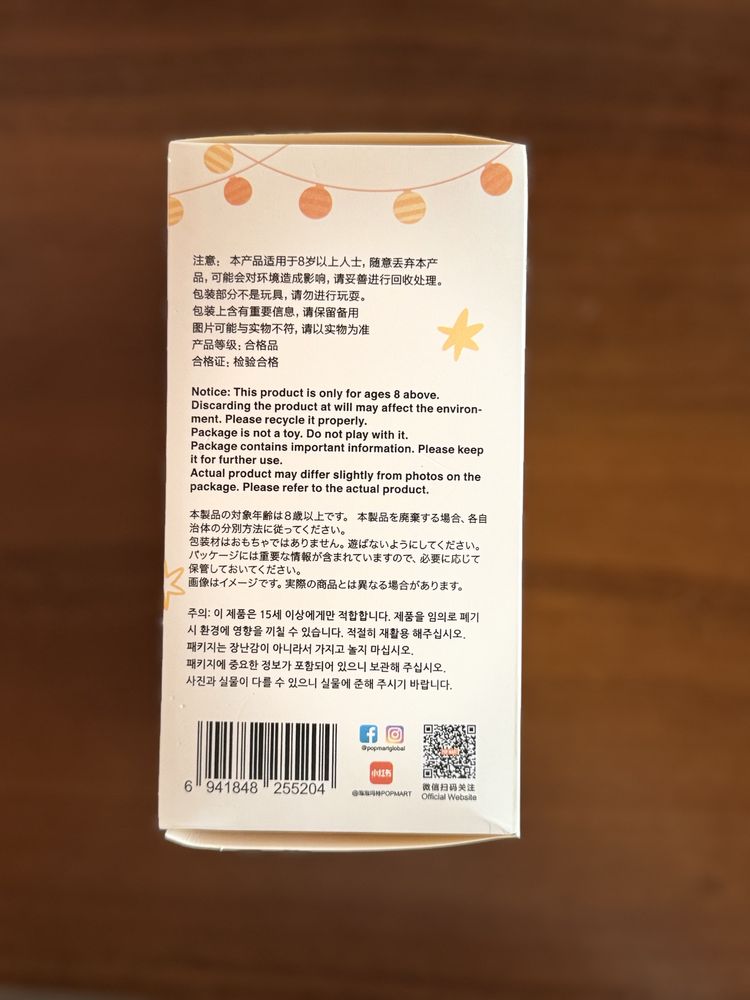 注意： 本产品适用于8岁以上人士, 随意丢弃本产
品, 可能会对环境造成影响, 请妥善进行回收处理。
包装部分不是玩具, 请勿进行玩耍。
包装上含有重要信息, 请保留备用
图片可能与实物不符, 请以实物为准
产品等级: 合格品
合格证: 检验合格
Notice: This product is only for ages 8 above.
Discarding the product at will may affect the environ-
ment. Please recycle it properly.
Package is not a toy. Do not play with it.
Package contains important information. Please keep
it for further use.
Actual product may differ slightly from photos on the
package. Please refer to the actual product.
本製品の対象年齢は8歳以上です。 本製品を廃棄する場合、各自
治体の分別方法に従ってください。
包装材はおもちゃではありません。遊ばないようにしてください。
パッケージには重要な情報が含まれていますので、必要に応じて
保管しておいてください。
画像はイメージです。実際の商品とは異なる場合があります。
주의: 이 제품은 15세 이상에게만 적합합니다. 제품을 임의로 폐기
시 환경에 영향을 끼칠 수 있습니다. 적절히 재활용 해주십시오.
패키지는 장난감이 아니라서 가지고 놀지 마십시오.
패키지에 중요한 정보가 포함되어 있으니 보관해 주십시오.
사진과 실물이 다를 수 있으니 실물에 준해 주시기 바랍니다.
6 941848 255204
@popmartglobal
小红书
@泡泡玛特POPMART
微信扫码关注
Official Website